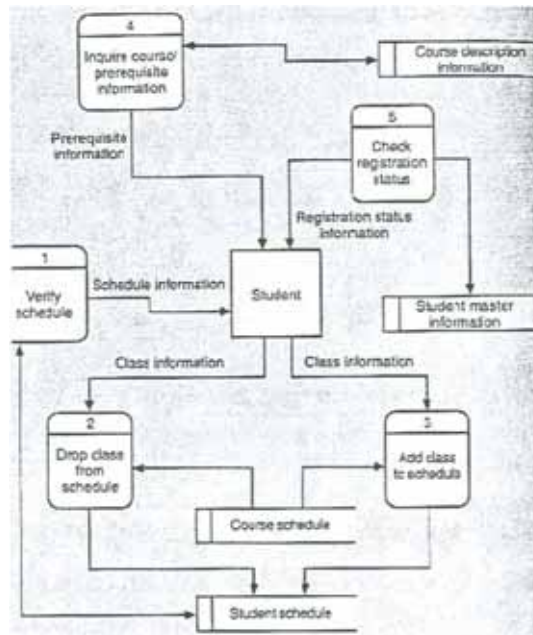 4
Inquire course/
prerequisite
information
Course description
information
Prerequisite
information
5
Check
registration
status
Registration status
information
1
Verify
schedule
Schedule information
Student
Student master
information
Class information
Class information
2
Drop class
from
schedule
3
Add class
to schedule
Course schedule
Student schedule